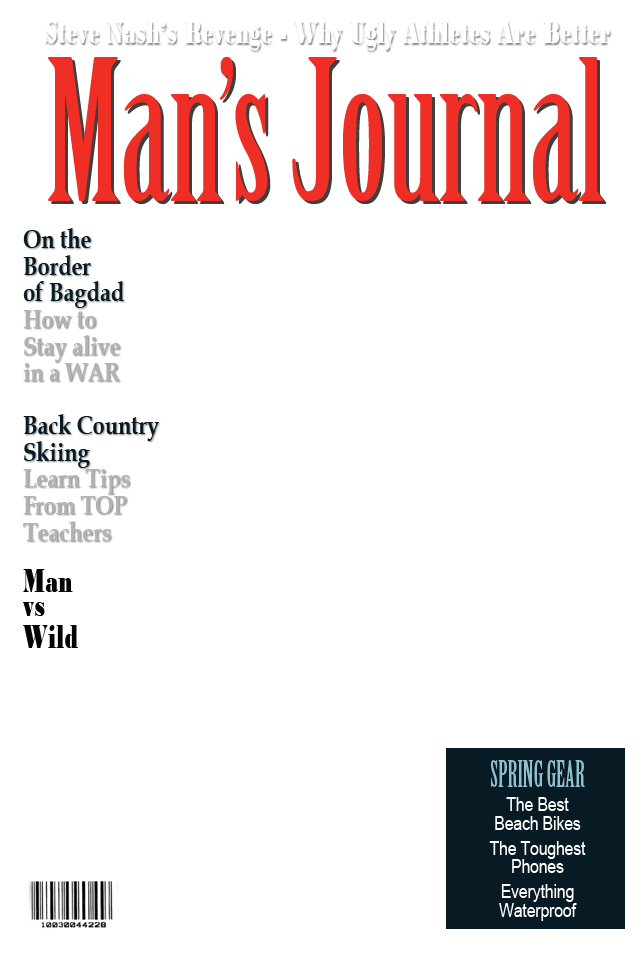 Steve Nash's Revenge - Why Ugly Athletes Are Better
Man's Journal
On the
Border
of Bagdad
How to
Stay alive
in a WAR
Back Country
Skiing
Learn Tips
From TOP
Teachers
Man
vs
Wild
SPRING GEAR
The Best
Beach Bikes
The Toughest
Phones
Everything
Waterproof
10030044228